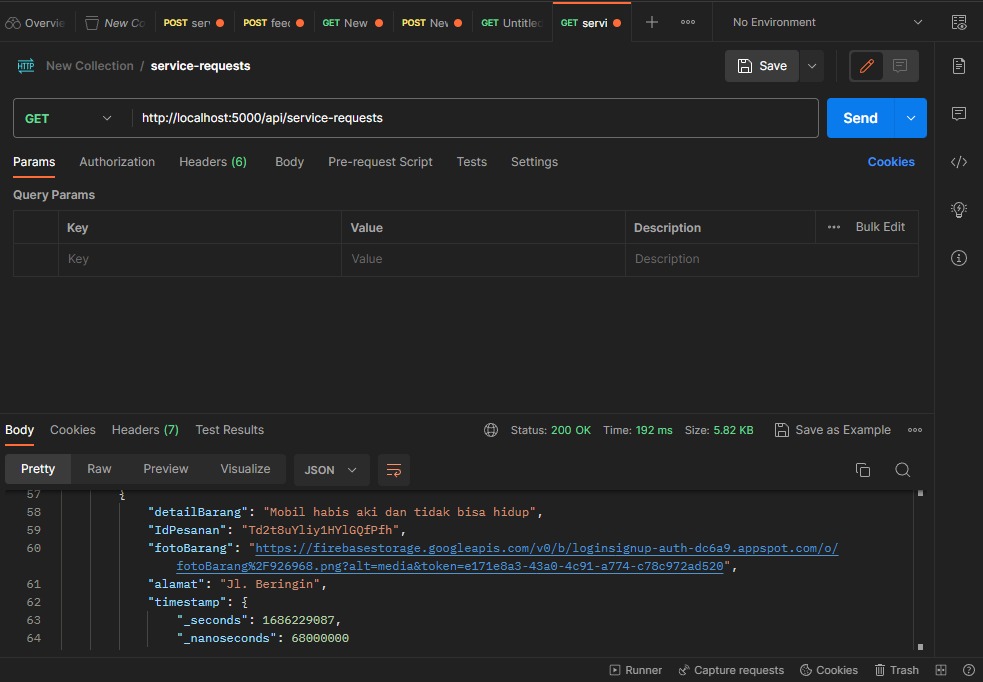 Overvie New Co POST ser POST feec GET New POST Nev GET Untitlec GET servi No Environment
HTTP New Collection / service-requests Save
GET http://localhost:5000/api/service-requests Send
Params Authorization Headers (6) Body Pre-request Script Tests Settings Cookies
Query Params
Key Value Description Bulk Edit
Key Value Description
Body Cookies Headers (7) Test Results Status: 200 OK Time: 192 ms Size: 5.82 KB Save as Example
Pretty Raw Preview Visualize JSON
57 {
58 "detailBarang": "Mobil habis aki dan tidak bisa hidup",
59 "IdPesanan": "Td2t8uYliy1HYlGQfPfh",
60 "fotoBarang": "https://firebasestorage.googleapis.com/v0/b/loginsignup-auth-dc6a9.appspot.com/o/
fotoBarang%2F926968.png?alt=media&token=e171e8a3-43a0-4c91-a774-c78c972ad520",
61 "alamat": "Jl. Beringin",
62 "timestamp": {
63 "_seconds": 1686229087,
64 "_nanoseconds": 68000000
Runner Capture requests Cookies Trash